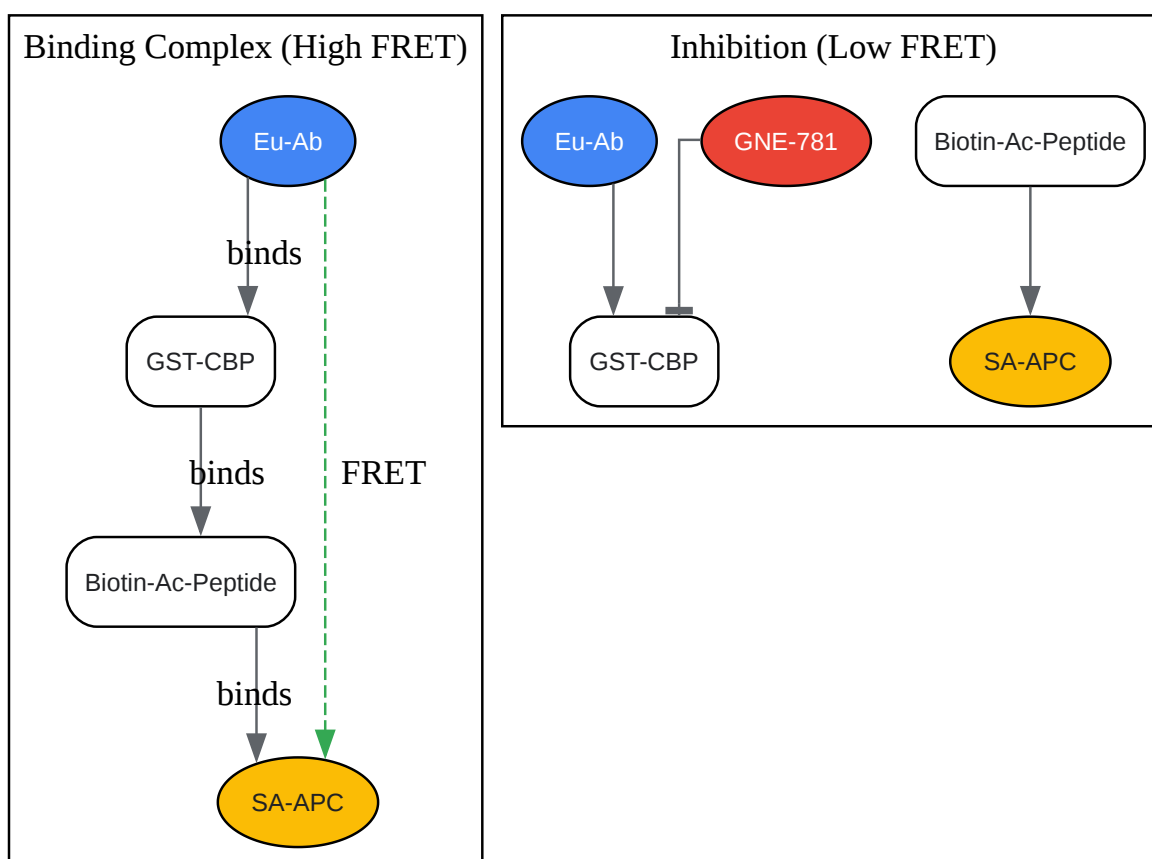 Binding Complex (High FRET)
Eu-Ab
binds
GST-CBP
binds
FRET
Biotin-Ac-Peptide
binds
SA-APC
Inhibition (Low FRET)
Eu-Ab
GNE-781
Biotin-Ac-Peptide
GST-CBP
SA-APC